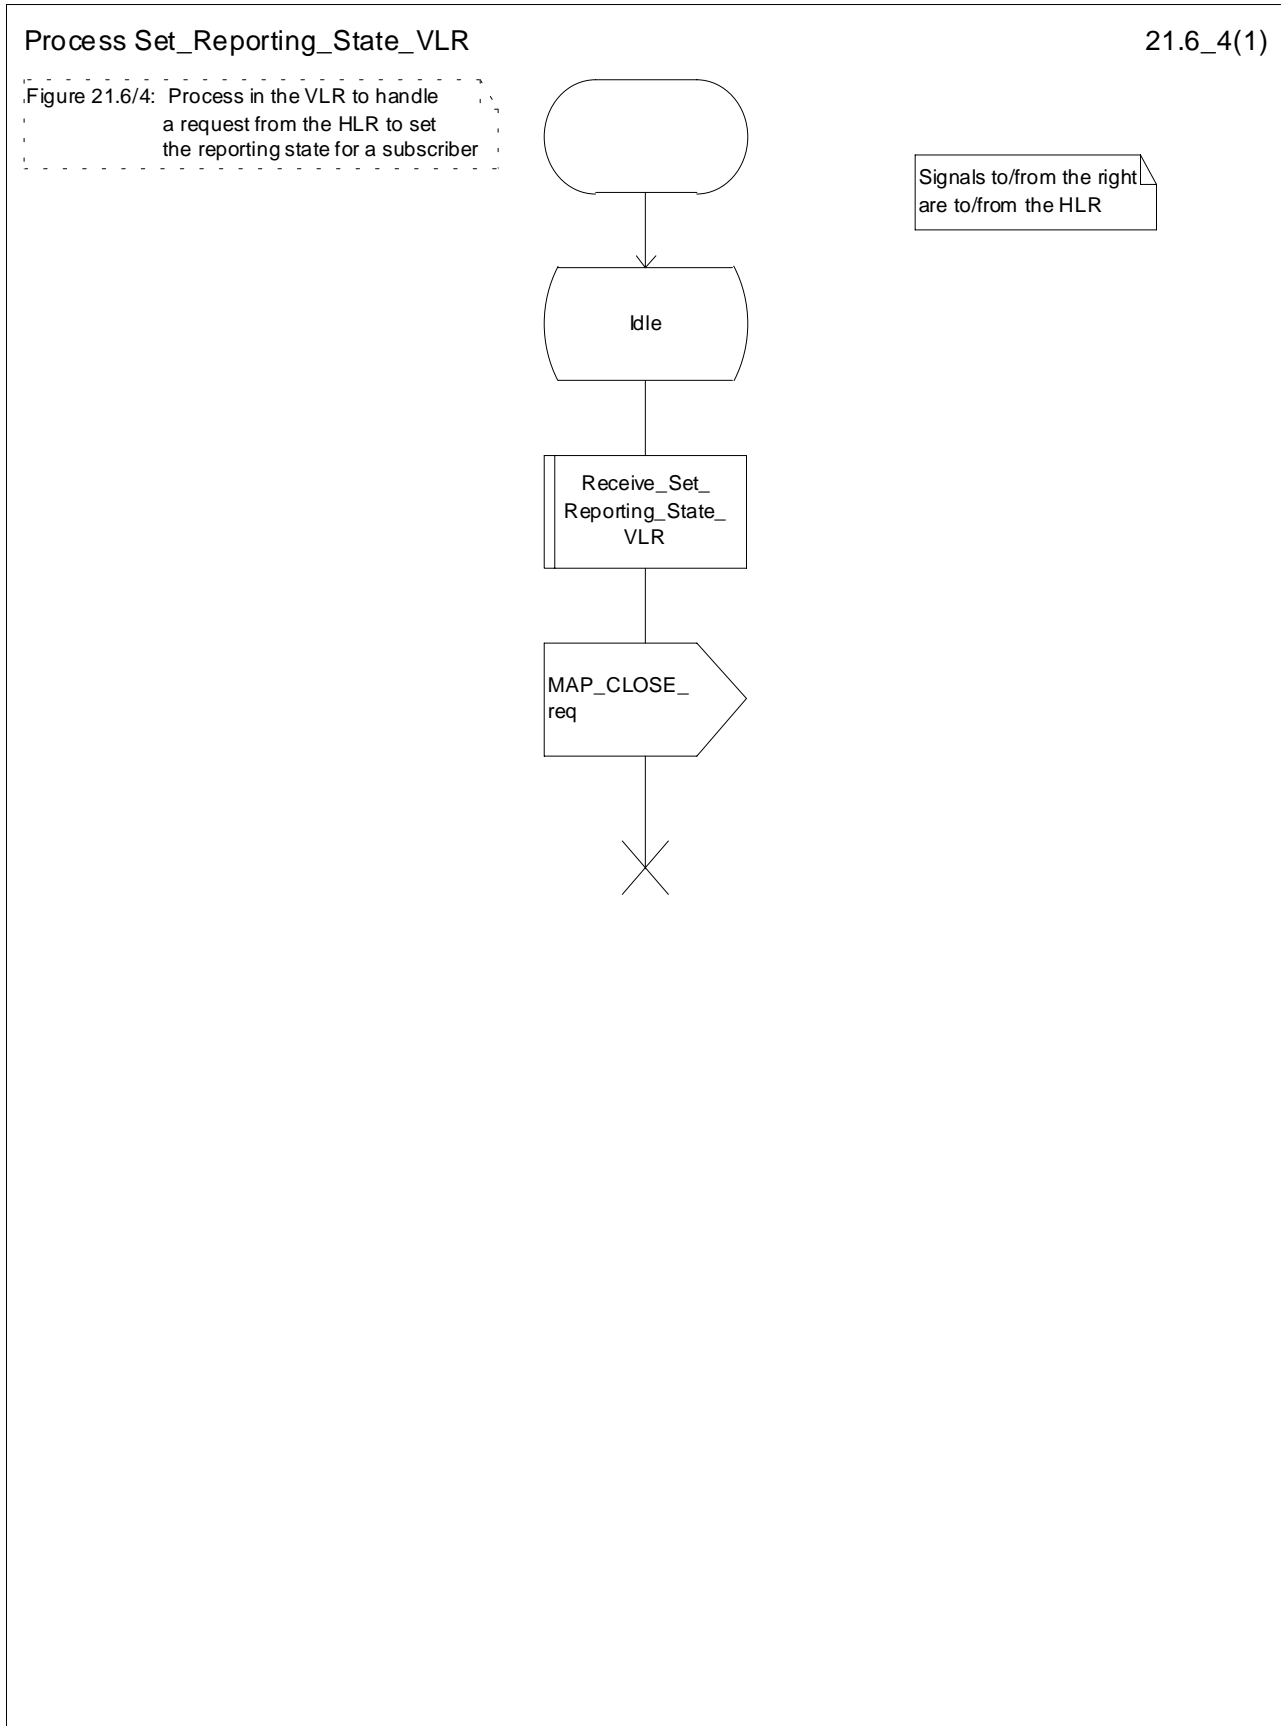 Process Set_Reporting_State_VLR
21.6_4(1)
Figure 21.6/4: Process in the VLR to handle
a request from the HLR to set
the reporting state for a subscriber
Signals to/from the right
are to/from the HLR
Idle
Receive_Set_
Reporting_State_
VLR
MAP_CLOSE_
req